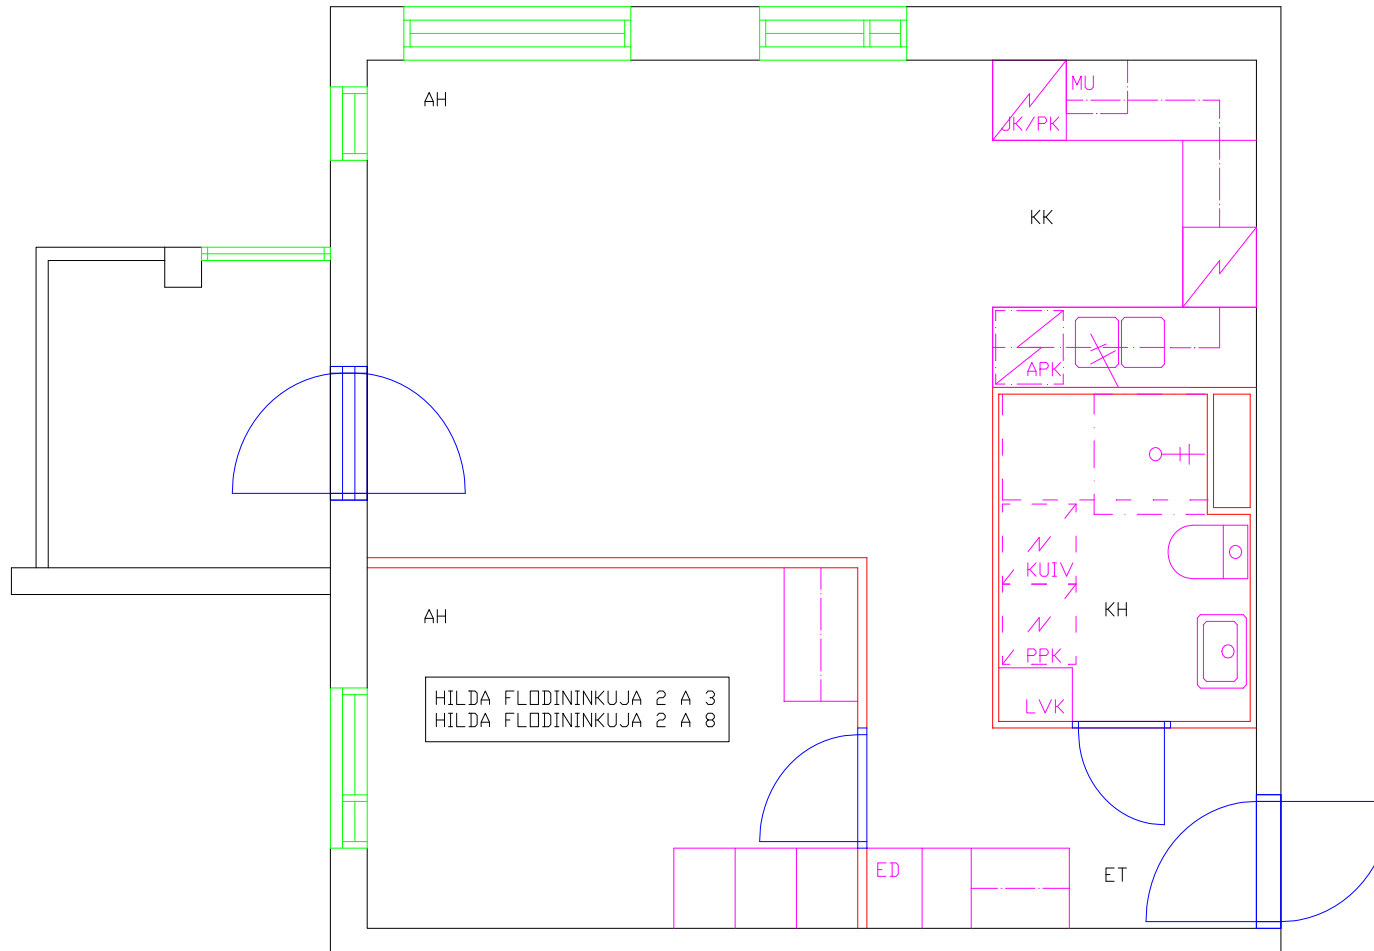 MU
AH
JK/PK
KK
APK
KUIV
KH
AH
PPK
HILDA FLODININKUJA 2 A 3
LVK
HILDA FLODININKUJA 2 A 8
ED
ET